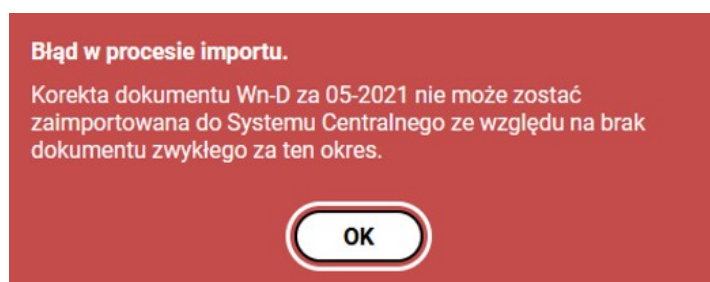 Błąd w procesie importu.
Korekta dokumentu Wn-D za 05-2021 nie może zostać
zaimportowana do Systemu Centralnego ze względu na brak
dokumentu zwykłego za ten okres.
OK